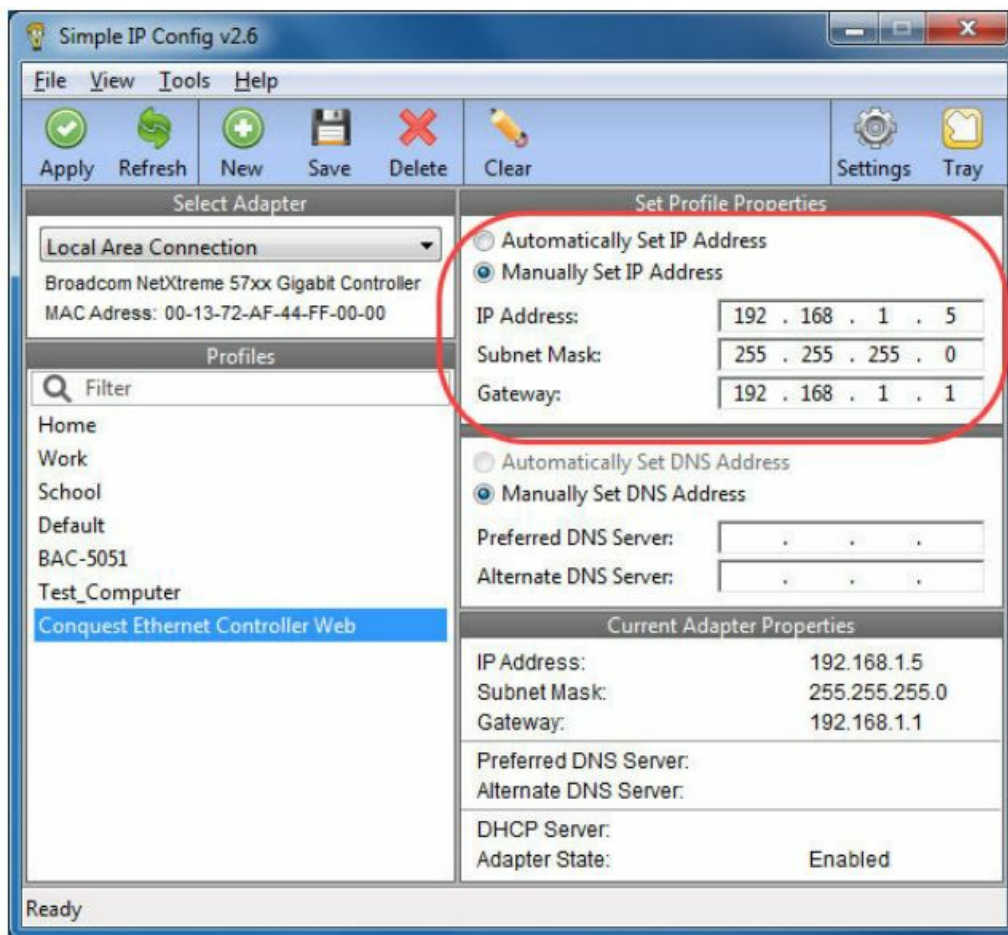 Simple IP Config v2.6
File View Tools Help
Apply Refresh New Save Delete Clear Settings Tray
Select Adapter
Local Area Connection
Broadcom NetXtreme 57xx Gigabit Controller
MAC Adress: 00-13-72-AF-44-FF-00-00
Profiles
Filter
Home
Work
School
Default
BAC-5051
Test_Computer
Conquest Ethernet Controller Web
Set Profile Properties
Automatically Set IP Address
Manually Set IP Address
IP Address: 192 . 168 . 1 . 5
Subnet Mask: 255 . 255 . 255 . 0
Gateway: 192 . 168 . 1 . 1
Automatically Set DNS Address
Manually Set DNS Address
Preferred DNS Server: . . .
Alternate DNS Server: . . .
Current Adapter Properties
IP Address: 192.168.1.5
Subnet Mask: 255.255.255.0
Gateway: 192.168.1.1
Preferred DNS Server:
Alternate DNS Server:
DHCP Server:
Adapter State: Enabled
Ready